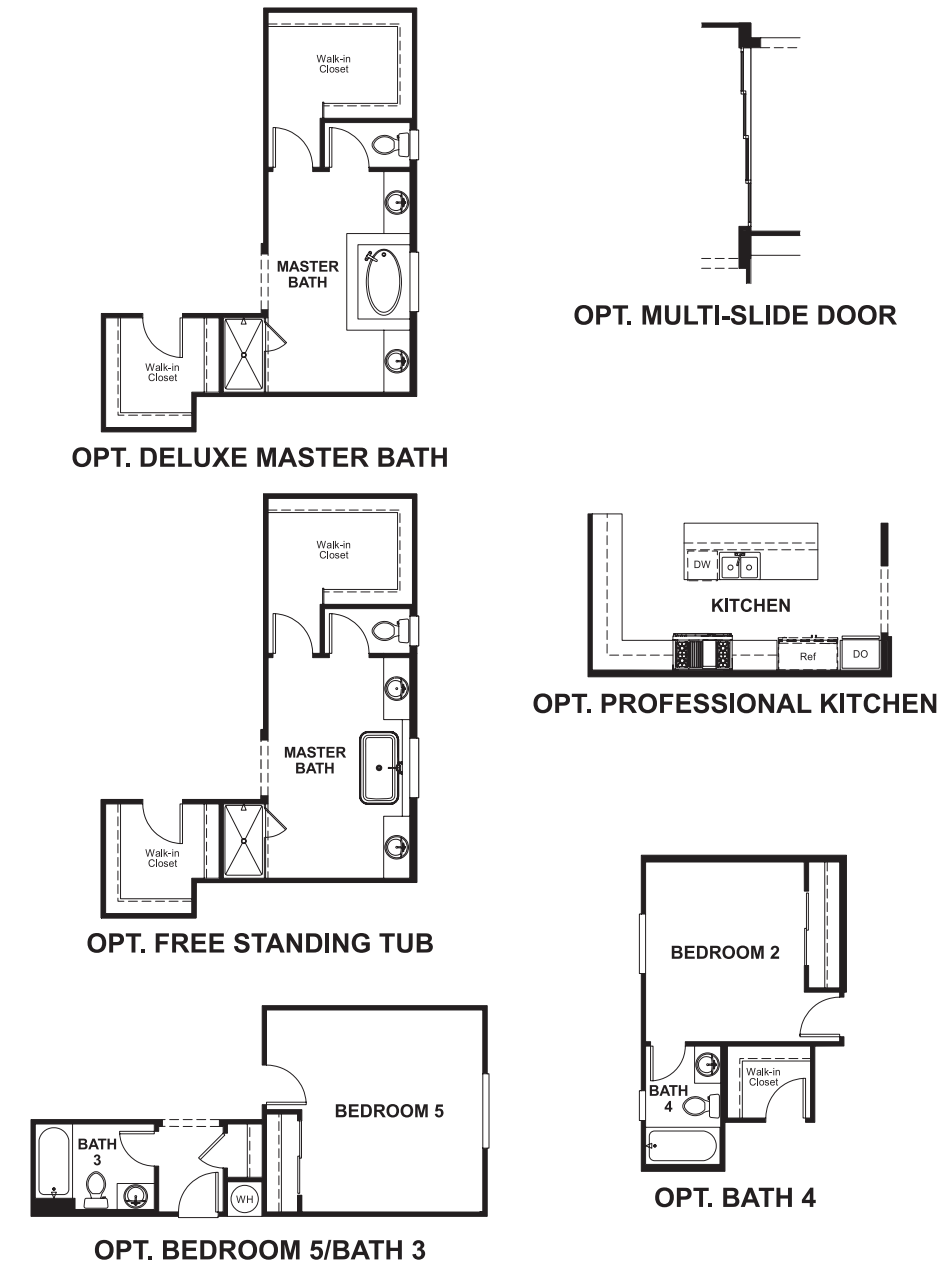 Walk-in
Closet
MASTER
BATH
Walk-in
Closet
OPT. DELUXE MASTER BATH
OPT. MULTI-SLIDE DOOR
Walk-in
Closet
MASTER
BATH
Walk-in
Closet
OPT. FREE STANDING TUB
DW
KITCHEN
Ref
DO
OPT. PROFESSIONAL KITCHEN
BEDROOM 5
BATH
3
WH
OPT. BEDROOM 5/BATH 3
BEDROOM 2
Walk-in
Closet
BATH
4
OPT. BATH 4